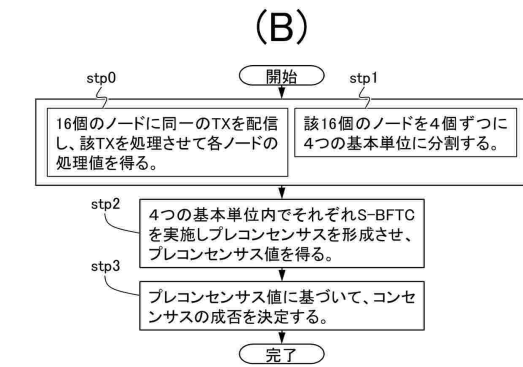 (B)
開始
stp0
stp1
16個のノードに同一のTXを配信
し、該TXを処理させて各ノードの
処理値を得る。
該16個のノードを4個ずつに
4つの基本単位に分割する。
stp2
4つの基本単位内でそれぞれS-BFTC
を実施しプレコンセンサスを形成させ、
プレコンセンサス値を得る。
stp3
プレコンセンサス値に基づいて、コンセ
ンサスの成否を決定する。
完了